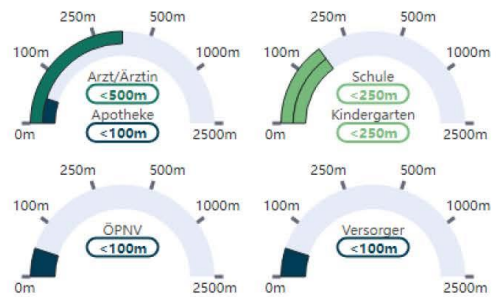 250m 500m
100m 1000m
Arzt/Ärztin
<500m
Apotheke
<100m
0m 2500m
250m 500m
100m 1000m
Schule
<250m
Kindergarten
<250m
0m 2500m
250m 500m
100m 1000m
ÖPNV
<100m
0m 2500m
250m 500m
100m 1000m
Versorger
<100m
0m 2500m